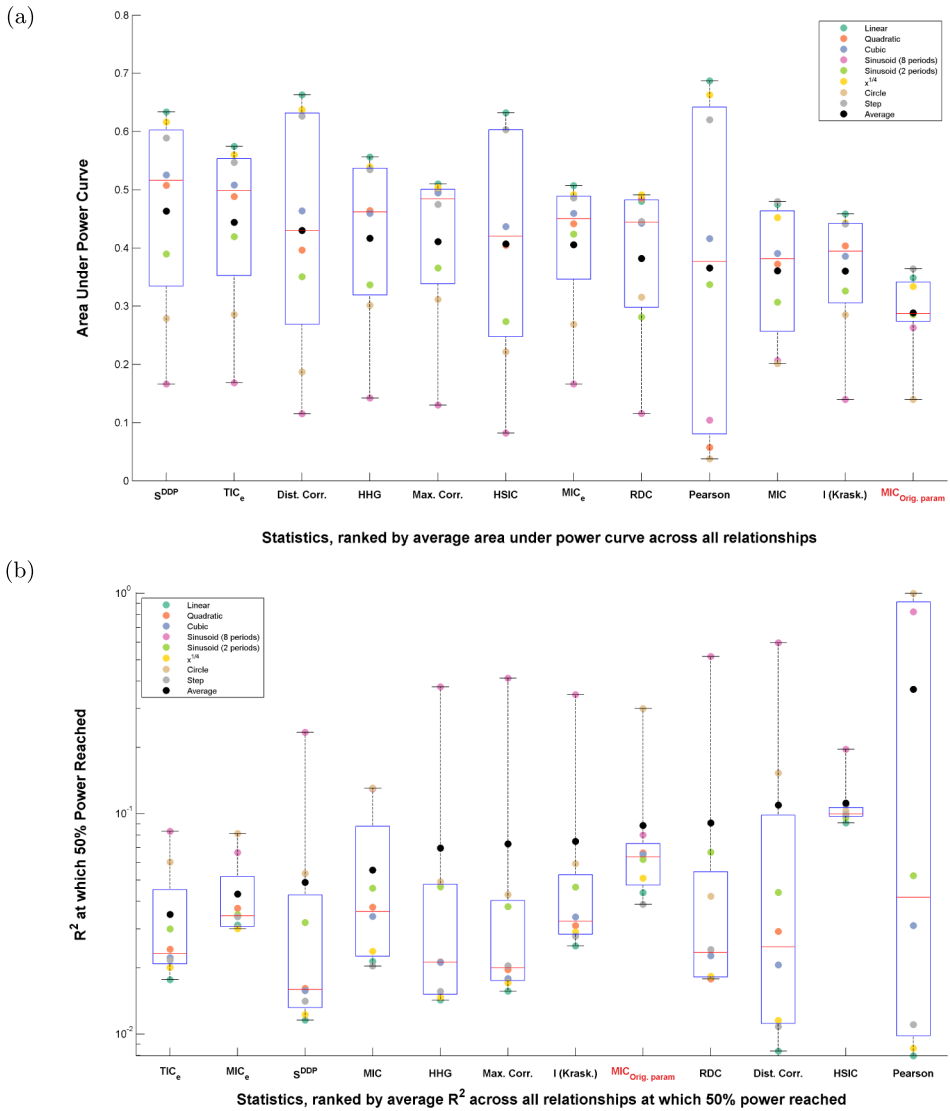 (a)
0.8
0.7
0.6
0.5
0.4
0.3
0.2
0.1
0
Area Under Power Curve
Linear
Quadratic
Cubic
Sinusoid (8 periods)
Sinusoid (2 periods)
x^1/4
Circle
Step
Average
S^DDP TIC_e Dist. Corr. HHG Max. Corr. HSIC MIC_e RDC Pearson MIC I (Krask.) MIC_Orig. param
Statistics, ranked by average area under power curve across all relationships
(b)
10^0
10^-1
10^-2
R^2 at which 50% Power Reached
Linear
Quadratic
Cubic
Sinusoid (8 periods)
Sinusoid (2 periods)
x^1/4
Circle
Step
Average
TIC_e MIC_e S^DDP MIC HHG Max. Corr. I (Krask.) MIC_Orig. param RDC Dist. Corr. HSIC Pearson
Statistics, ranked by average R^2 across all relationships at which 50% power reached